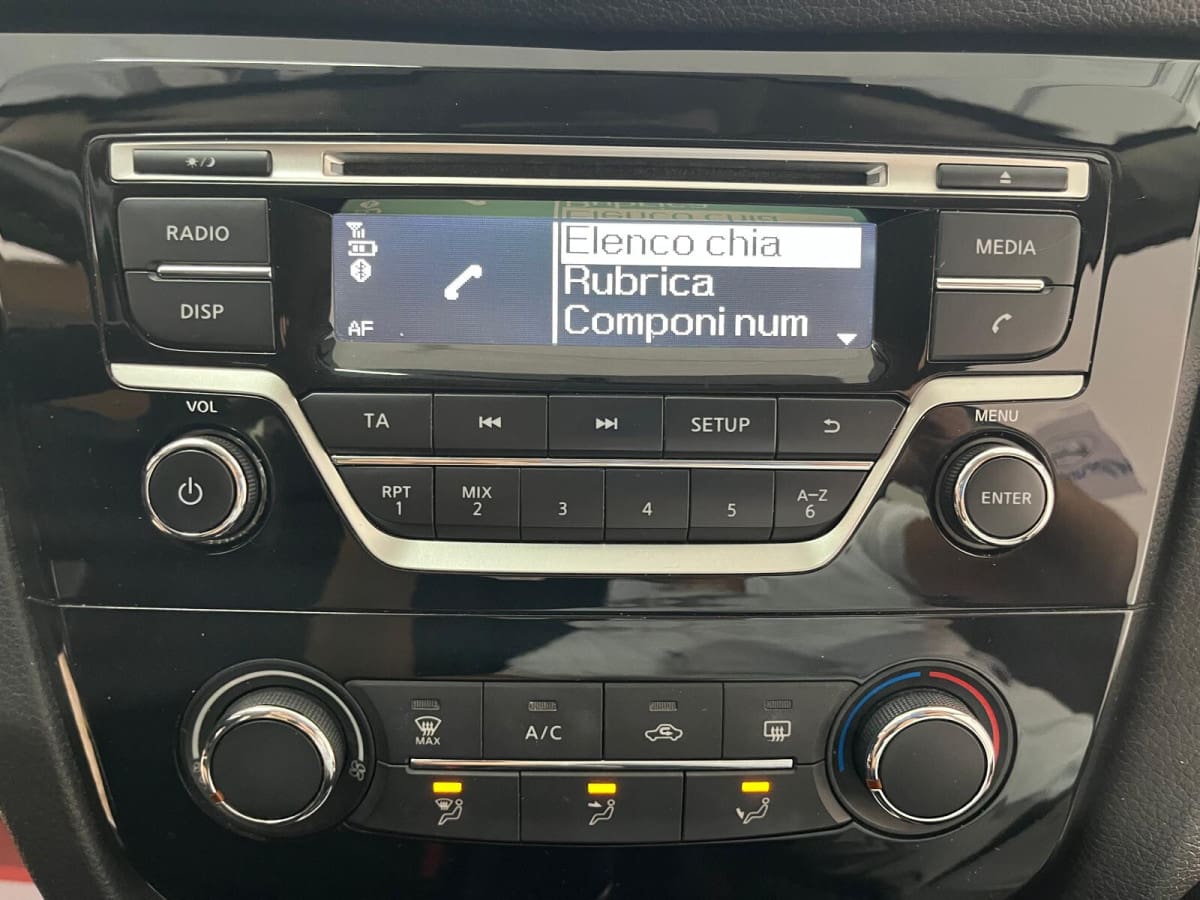 RADIO
DISP
AF
Elenco chia
Rubrica
Componi num
MEDIA
VOL
MENU
TA
SETUP
RPT
1
MIX
2
3
4
5
A-Z
6
ENTER
MAX
A/C